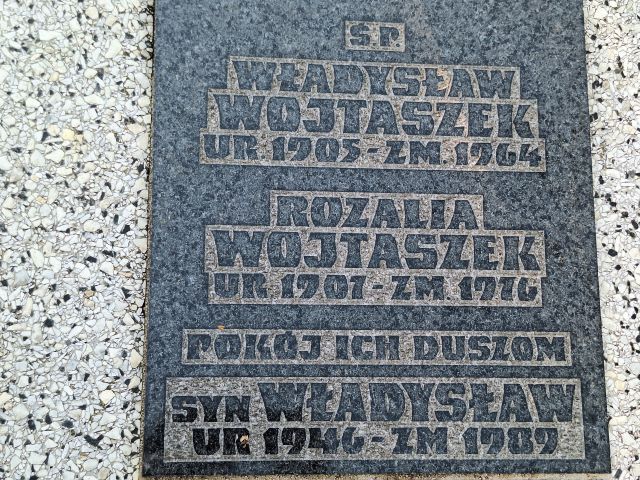 Ś.P.
WŁADYSŁAW
WOJTASZEK
UR. 1905-ZM. 1964
ROZALIA
WOJTASZEK
UR. 1907-ZM. 1976
POKÓJ ICH DUSZOM
SYN WŁADYSŁAW
UR 1946-ZM 1989